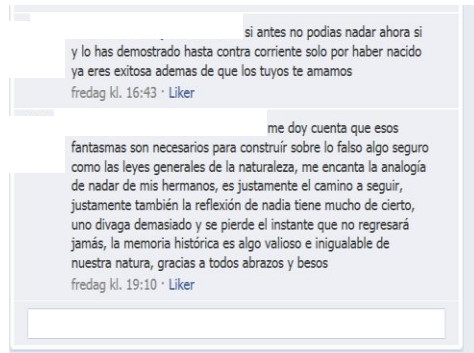 si antes no podias nadar ahora si
y lo has demostrado hasta contra corriente solo por haber nacido
ya eres exitosa ademas de que los tuyos te amamos
fredag kl. 16:43 · Liker
me doy cuenta que esos
fantasmas son necesarios para construír sobre lo falso algo seguro
como las leyes generales de la naturaleza, me encanta la analogía
de nadar de mis hermanos, es justamente el camino a seguir,
justamente también la reflexión de nadia tiene mucho de cierto,
uno divaga demasiado y se pierde el instante que no regresará
jamás, la memoria histórica es algo valioso e inigualable de
nuestra natura, gracias a todos abrazos y besos
fredag kl. 19:10 · Liker